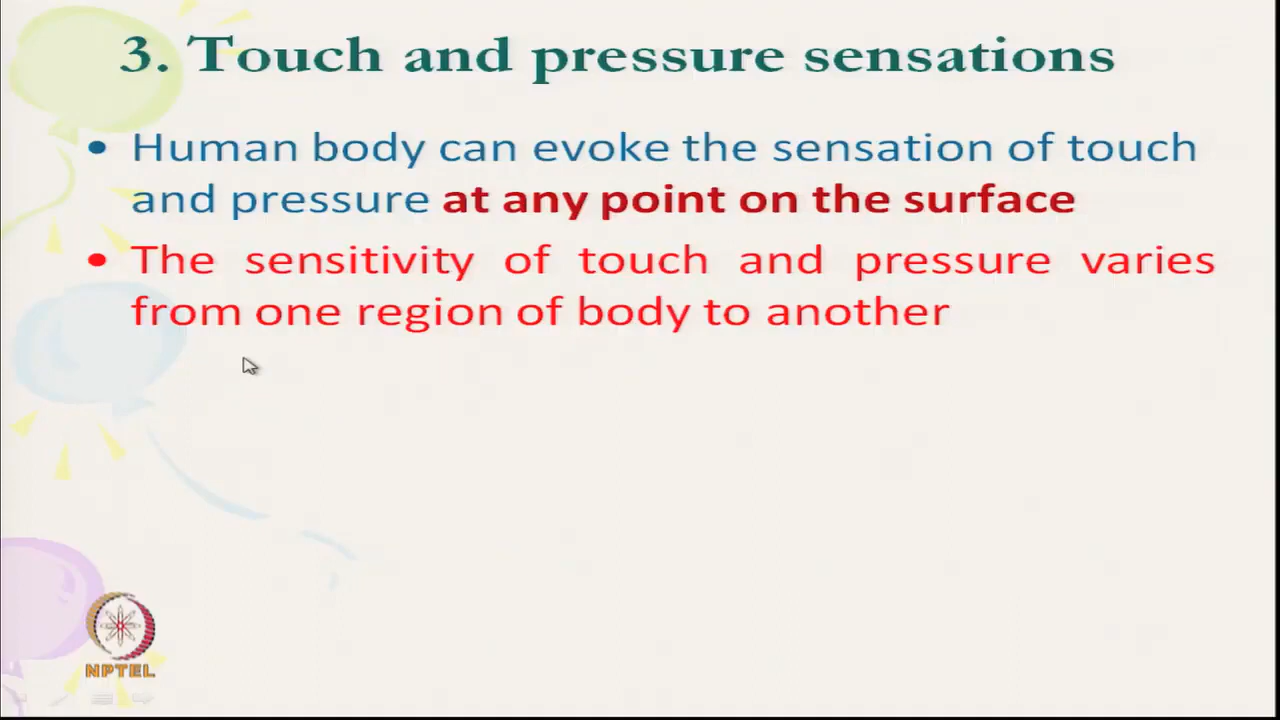 3. Touch and pressure sensations
• Human body can evoke the sensation of touch
and pressure at any point on the surface
• The sensitivity of touch and pressure varies
from one region of body to another
NPTEL